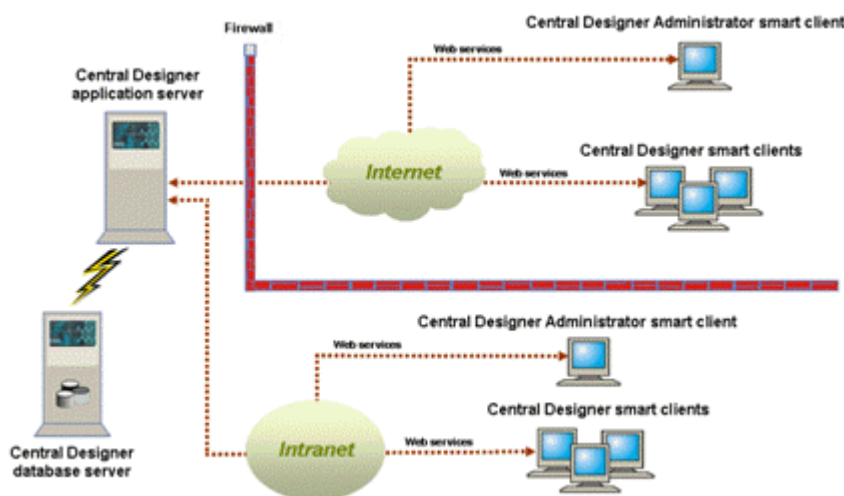 Firewall
Central Designer Administrator smart client
Web services
Central Designer
application server
Central Designer smart clients
Internet
Web services
Central Designer Administrator smart client
Web services
Central Designer smart clients
Intranet
Web services
Central Designer
database server